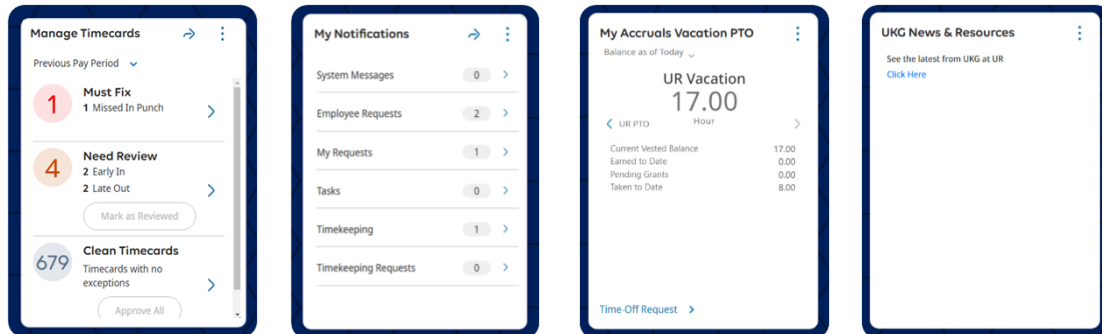 Manage Timecards
Previous Pay Period
1
Must Fix
1 Missed In Punch
4
Need Review
2 Early In
2 Late Out
Mark as Reviewed
679
Clean Timecards
Timecards with no
exceptions
Approve All
My Notifications
System Messages 0
Employee Requests 2
My Requests 1
Tasks 0
Timekeeping 1
Timekeeping Requests 0
My Accruals Vacation PTO
Balance as of Today
UR Vacation
17.00
Hour
UR PTO
Current Vested Balance 17.00
Earned to Date 0.00
Pending Grants 0.00
Taken to Date 8.00
Time-Off Request
UKG News & Resources
See the latest from UKG at UR
Click Here